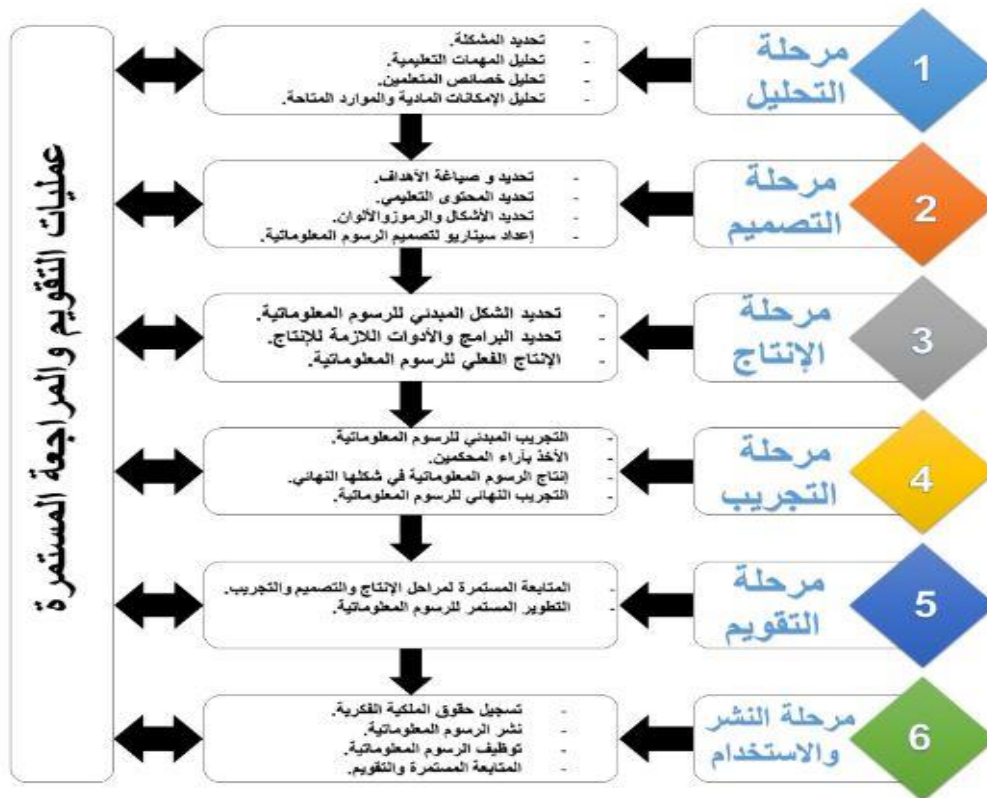 1
مرحلة
التحليل
- تحديد المشكلة.
- تحليل المهمات التعليمية.
- تحليل خصائص المتعلمين.
- تحليل الإمكانات المادية والموارد المتاحة.
2
مرحلة
التصميم
- تحديد و صياغة الأهداف.
- تحديد المحتوى التعليمي.
- تحديد الأشكال والرموزوالألوان.
- إعداد سيناريو لتصميم الرسوم المعلوماتية.
3
مرحلة
الإنتاج
- تحديد الشكل المبدئي للرسوم المعلوماتية.
- تحديد البرامج والأدوات اللازمة للإنتاج.
- الإنتاج الفعلي للرسوم المعلوماتية.
4
مرحلة
التجريب
- التجريب المبدئي للرسوم المعلوماتية.
- الأخذ بآراء المحكمين.
- إنتاج الرسوم المعلوماتية في شكلها النهائي.
- التجريب النهائي للرسوم المعلوماتية.
5
مرحلة
التقويم
- المتابعة المستمرة لمراحل الإنتاج والتصميم والتجريب.
- التطوير المستمر للرسوم المعلوماتية.
6
مرحلة النشر
والاستخدام
- تسجيل حقوق الملكية الفكرية.
- نشر الرسوم المعلوماتية.
- توظيف الرسوم المعلوماتية.
- المتابعة المستمرة والتقويم.
عمليات التقويم والمراجعة المستمرة